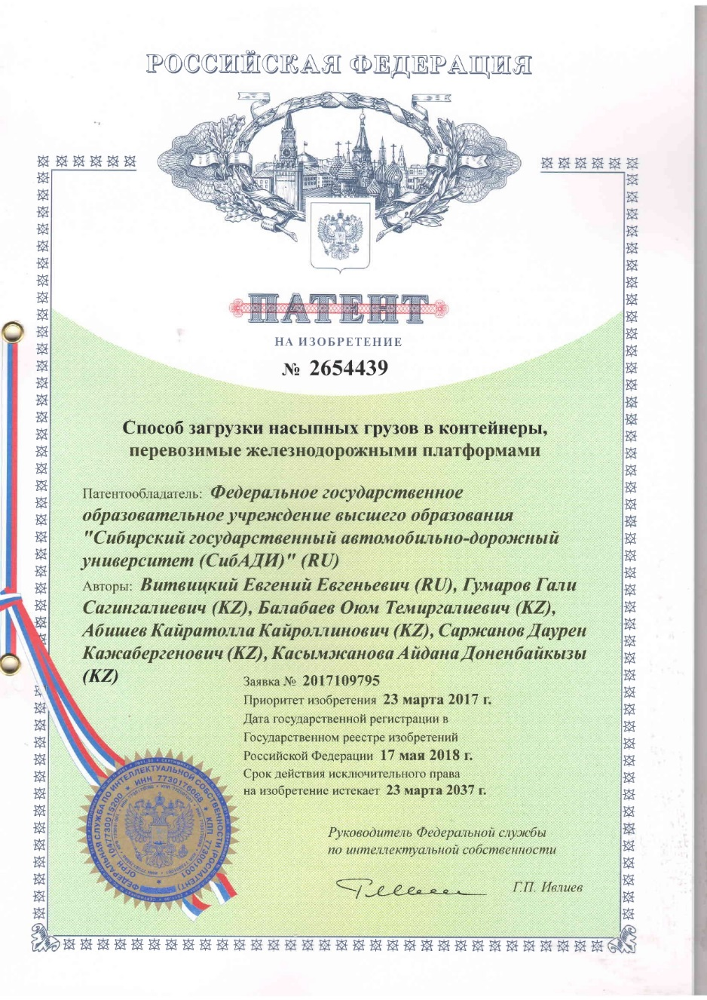 РОССИЙСКАЯ ФЕДЕРАЦИЯ
ПАТЕНТ
НА ИЗОБРЕТЕНИЕ
№ 2654439
Способ загрузки насыпных грузов в контейнеры,
перевозимые железнодорожными платформами
Патентообладатель: Федеральное государственное
образовательное учреждение высшего образования
"Сибирский государственный автомобильно-дорожный
университет (СибАДИ)" (RU)
Авторы: Витвицкий Евгений Евгеньевич (RU), Гумаров Гали
Сагингалиевич (KZ), Балабаев Оюм Темиргалиевич (KZ),
Абишев Кайратолла Кайроллинович (KZ), Саржанов Даурен
Кажабергенович (KZ), Касымжанова Айдана Доненбайкызы
(KZ)
Заявка № 2017109795
Приоритет изобретения 23 марта 2017 г.
Дата государственной регистрации в
Государственном реестре изобретений
Российской Федерации 17 мая 2018 г.
Срок действия исключительного права
на изобретение истекает 23 марта 2037 г.
Руководитель Федеральной службы
по интеллектуальной собственности
Г.П. Ивлиев
ФЕДЕРАЛЬНАЯ СЛУЖБА ПО ИНТЕЛЛЕКТУАЛЬНОЙ СОБСТВЕННОСТИ (РОСПАТЕНТ)
ОГРН 1047730015200 * ИНН 7730176088 * КПП 773001001